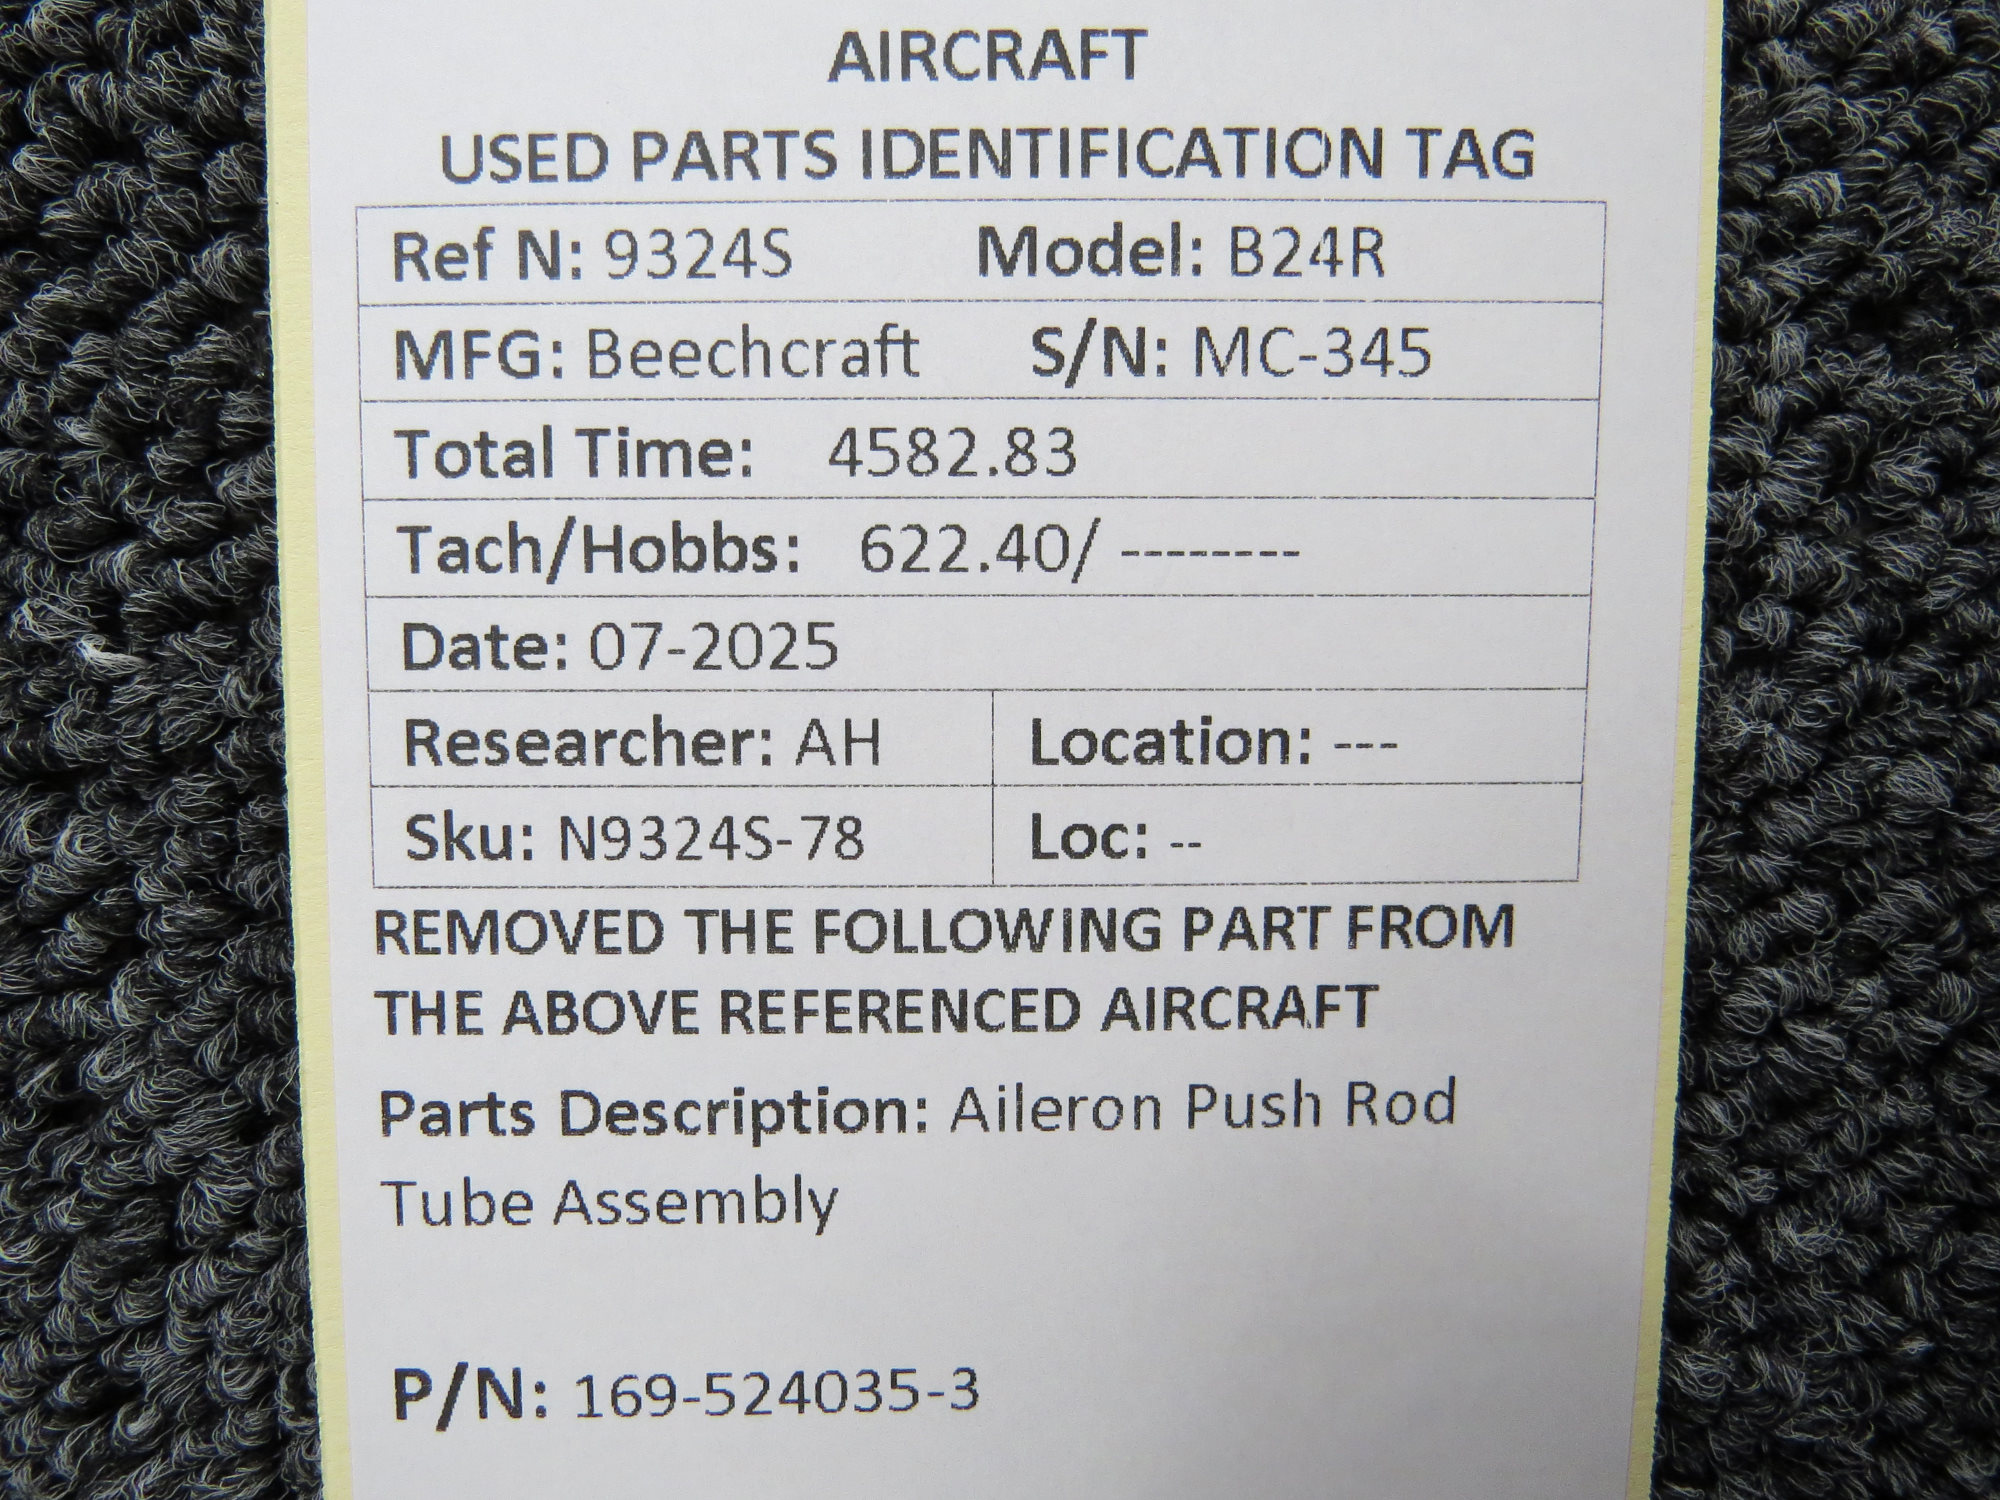 AIRCRAFT
USED PARTS IDENTIFICATION TAG
Ref N: 9324S Model: B24R
MFG: Beechcraft S/N: MC-345
Total Time: 4582.83
Tach/Hobbs: 622.40/ --------
Date: 07-2025
Researcher: AH Location: ---
Sku: N9324S-78 Loc: --
REMOVED THE FOLLOWING PART FROM
THE ABOVE REFERENCED AIRCRAFT
Parts Description: Aileron Push Rod
Tube Assembly
P/N: 169-524035-3